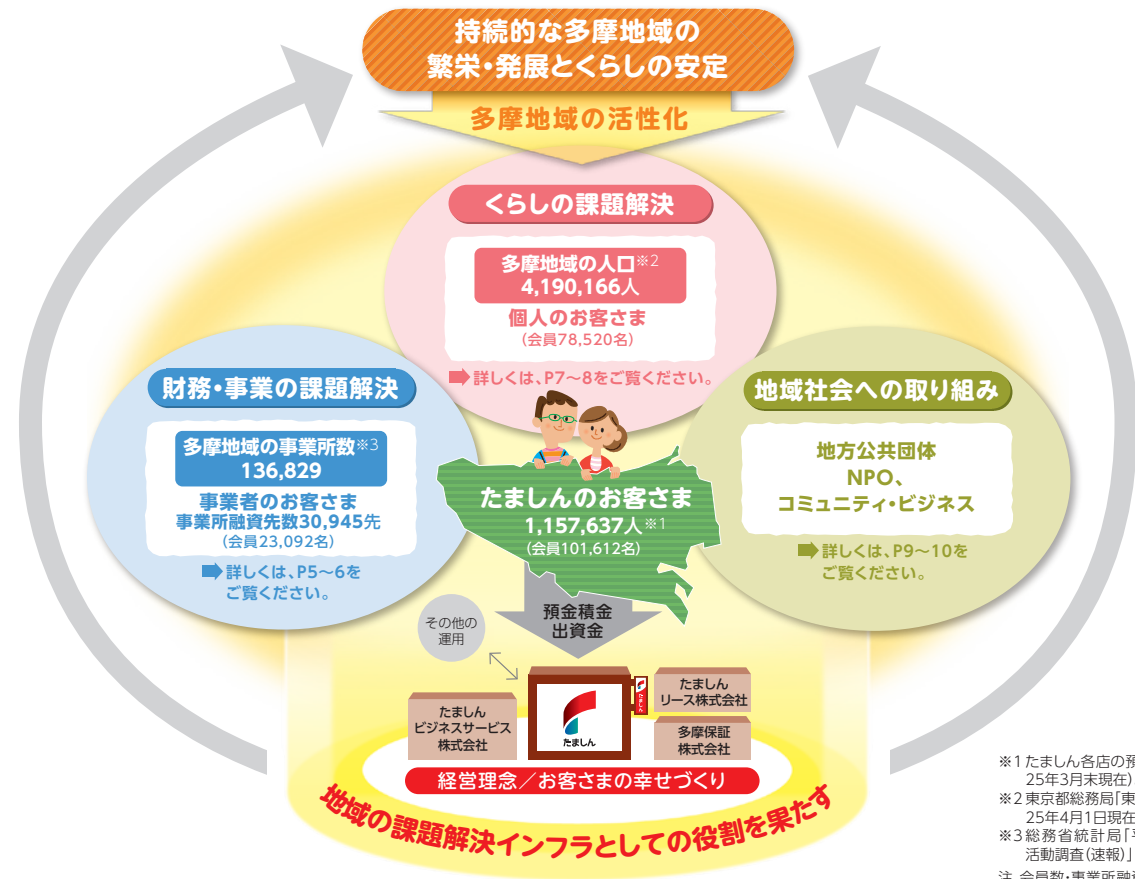 持続的な多摩地域の
繁栄・発展とくらしの安定
多摩地域の活性化
くらしの課題解決
多摩地域の人口※2
4,190,166人
個人のお客さま
(会員78,520名)
詳しくは、P7〜8をご覧ください。
財務・事業の課題解決
多摩地域の事業所数※3
136,829
事業者のお客さま
事業所融資先数30,945先
(会員23,092名)
詳しくは、P5〜6を
ご覧ください。
地域社会への取り組み
地方公共団体
NPO、
コミュニティ・ビジネス
詳しくは、P9〜10を
ご覧ください。
たましんのお客さま
1,157,637人※1
(会員101,612名)
預金積金
出資金
その他の
運用
たましん
ビジネスサービス
株式会社
たましん
たましん
たましん
リース株式会社
多摩保証
株式会社
経営理念／お客さまの幸せづくり
地域の課題解決インフラとしての役割を果たす
※1たましん各店の預
25年3月末現在)
※2東京都総務局「東
25年4月1日現在
※3総務省統計局「
活動調査(速報)」
注 会員数・事業所融